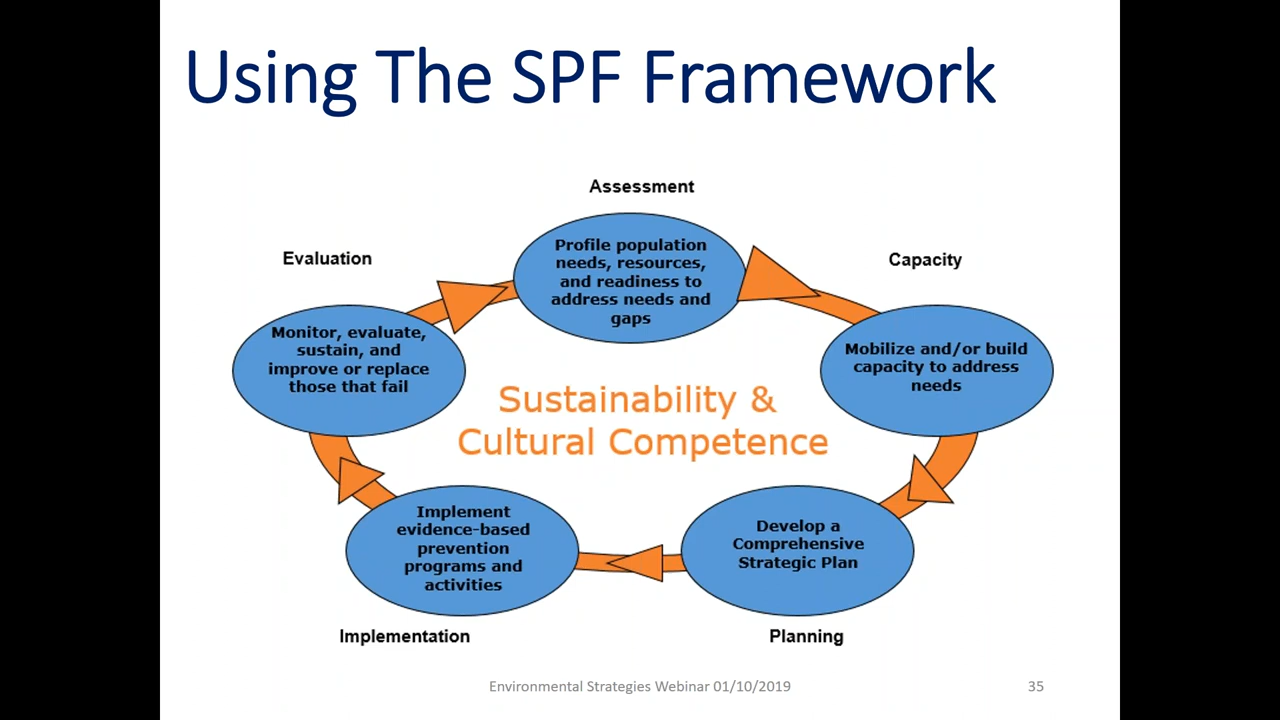 Using The SPF Framework
Assessment
Profile population
needs, resources,
and readiness to
address needs and
gaps
Capacity
Mobilize and/or build
capacity to address
needs
Evaluation
Monitor, evaluate,
sustain, and
improve or replace
those that fail
Sustainability &
Cultural Competence
Implement
evidence-based
prevention
programs and
activities
Implementation
Develop a
Comprehensive
Strategic Plan
Planning
Environmental Strategies Webinar 01/10/2019
35